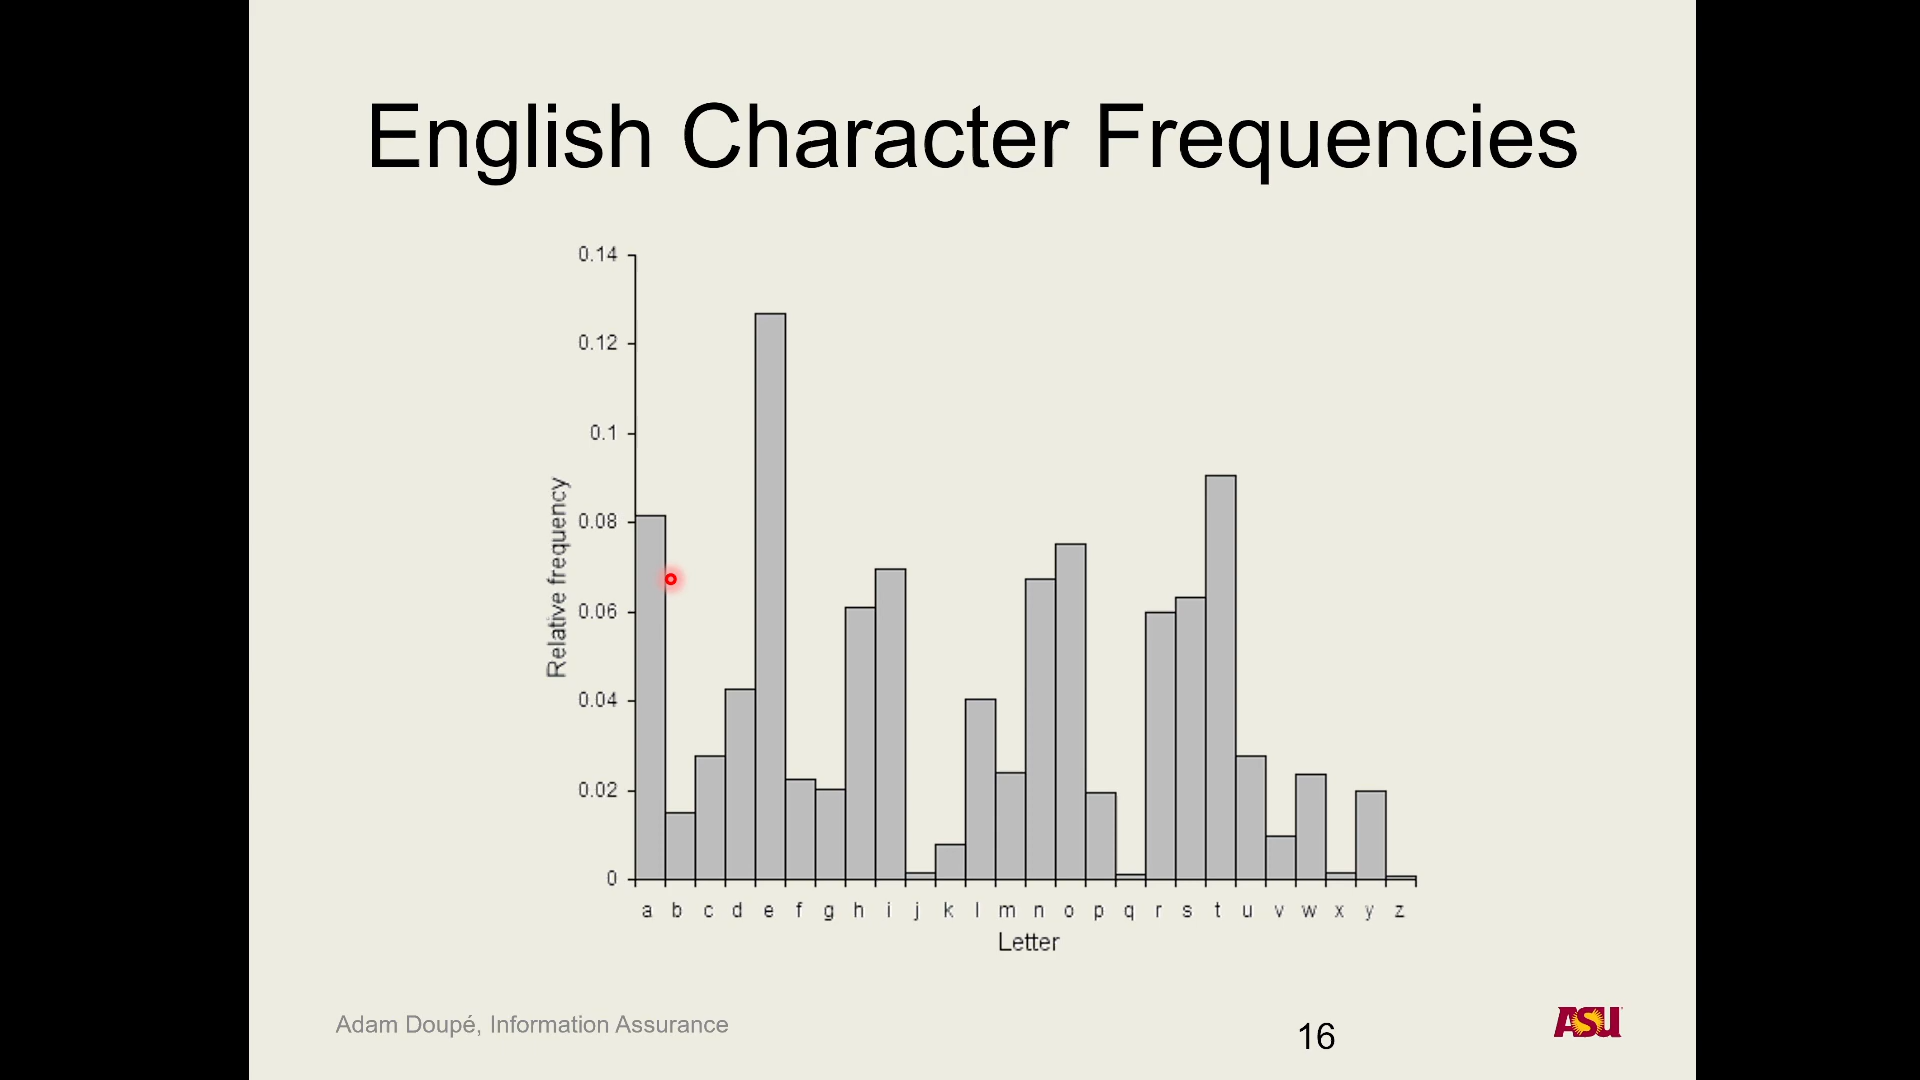 English Character Frequencies
0.14
0.12
0.1
0.08
0.06
0.04
0.02
0
Relative frequency
a b c d e f g h i j k l m n o p q r s t u v w x y z
Letter
Adam Doupé, Information Assurance
16
ASU